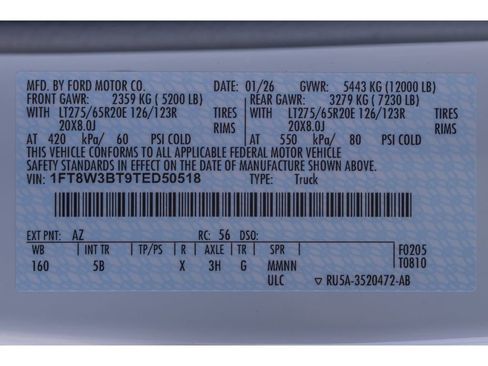 MFD. BY FORD MOTOR CO. DATE: 01/26 GVWR: 5443 KG (12000 LB)
FRONT GAWR: 2359 KG (5200 LB) REAR GAWR: 3279 KG (7230 LB)
WITH LT275/65R20E 126/123R TIRES WITH LT275/65R20E 126/123R TIRES
20X8.0J 20X8.0J
AT 420 kPa/ 60 PSI COLD AT 550 kPa/ 80 PSI COLD
THIS VEHICLE CONFORMS TO ALL APPLICABLE FEDERAL MOTOR VEHICLE
SAFETY STANDARDS IN EFFECT ON THE DATE OF MANUFACTURE SHOWN ABOVE.
VIN: 1FT8W3BT9TED50518 TYPE: Truck
EXT PNT: AZ RC: 56 DSO:
WB INT TR TP/PS R AXLE TR SPR F0205
160 5B X 3H G MMNN T0810
ULC RU5A-3520472-AB